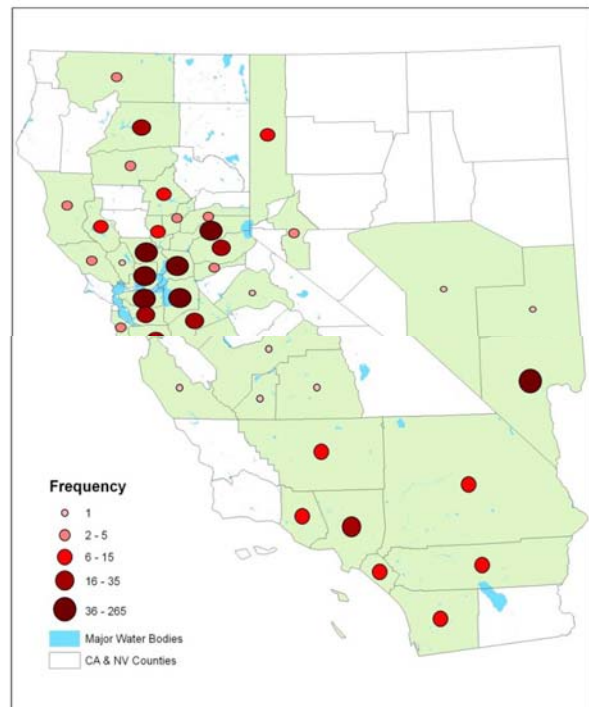 Frequency
1
2 - 5
6 - 15
16 - 35
36 - 265
Major Water Bodies
CA & NV Counties